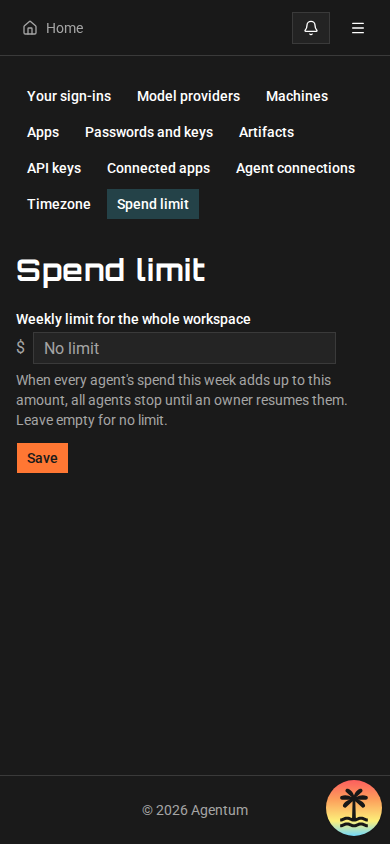 Home
Your sign-ins Model providers Machines
Apps Passwords and keys Artifacts
API keys Connected apps Agent connections
Timezone Spend limit
Spend limit
Weekly limit for the whole workspace
$ No limit
When every agent's spend this week adds up to this
amount, all agents stop until an owner resumes them.
Leave empty for no limit.
Save
© 2026 Agentum